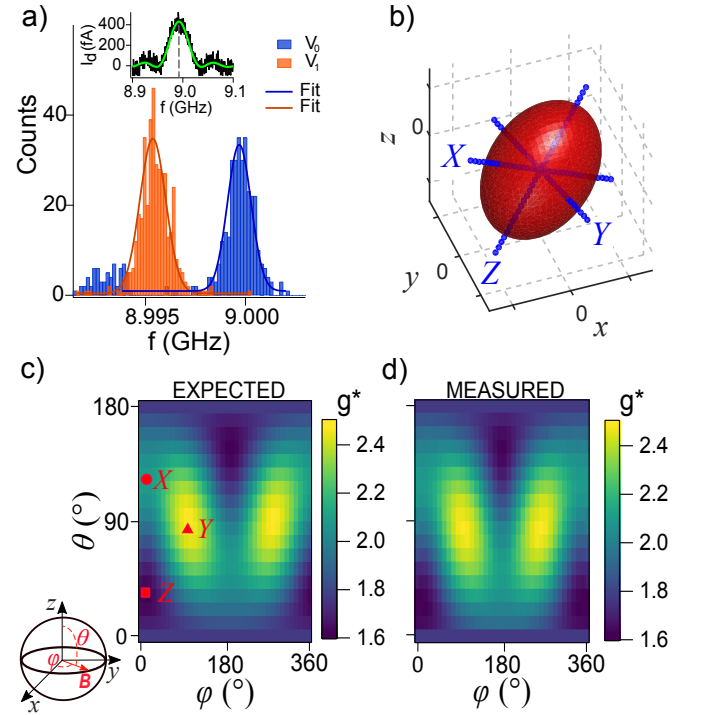 a)
400
200
0
I_d(fA)
8.9 9.0 9.1
f (GHz)
V_0
V_1
Fit
Fit
Counts
40
20
0
8.995 9.000
f (GHz)
b)
z
0
X
Y
Z
y
0
0
x
c)
EXPECTED
g*
180
90
0
θ (°)
X
Y
Z
2.4
2.2
2.0
1.8
1.6
0 180 360
φ (°)
z
θ
φ
B
y
x
d)
MEASURED
g*
2.4
2.2
2.0
1.8
1.6
0 180 360
φ (°)